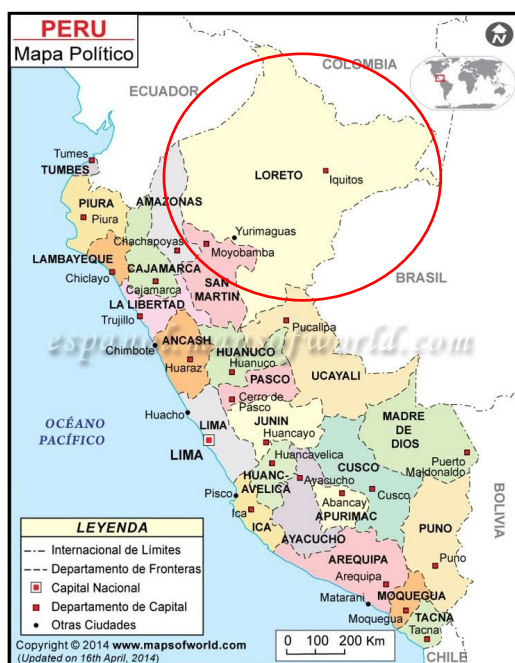 PERU
Mapa Político
COLOMBIA
ECUADOR
Tumes
TUMBES
LORETO
Iquitos
PIURA
Piura
AMAZONAS
Yurimaguas
Chachapoyas
Moyobamba
LAMBAYEQUE
Chiclayo
CAJAMARCA
Cajamarca
SAN
MARTIN
BRASIL
LA LIBERTAD
Trujillo
Pucallpa
espanol.mapsofworld.com
Chimbote
ANCASH
Huaraz
HUANUCO
Huanuco
PASCO
UCAYALI
Cerro de
Pasco
OCÉANO
PACÍFICO
Huacho
LIMA
LIMA
JUNIN
Huancayo
MADRE
DE
DIOS
Huancavelica
HUANC-
AVELICA
Ayacucho
CUSCO
Cusco
Puerto
Maldonaldo
Pisco
Ica
ICA
Abancay
APURIMAC
AYACUCHO
BOLIVIA
PUNO
Puno
AREQUIPA
Arequipa
Matarani
MOQUEGUA
Moquegua
TACNA
Tacna
CHILE
LEYENDA
Internacional de Límites
Departamento de Fronteras
Capital Nacional
Departamento de Capital
Otras Ciudades
0 100 200 Km
Copyright © 2014 www.mapsofworld.com
(Updated on 16th April, 2014)
N